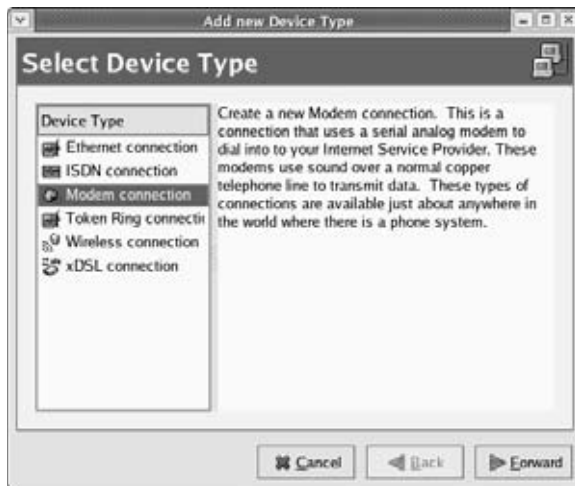 Add new Device Type
Select Device Type
Device Type
Ethernet connection
ISDN connection
Modem connection
Token Ring connectic
Wireless connection
xDSL connection
Create a new Modem connection. This is a
connection that uses a serial analog modem to
dial into to your Internet Service Provider. These
modems use sound over a normal copper
telephone line to transmit data. These types of
connections are available just about anywhere in
the world where there is a phone system.
Cancel
Back
Forward